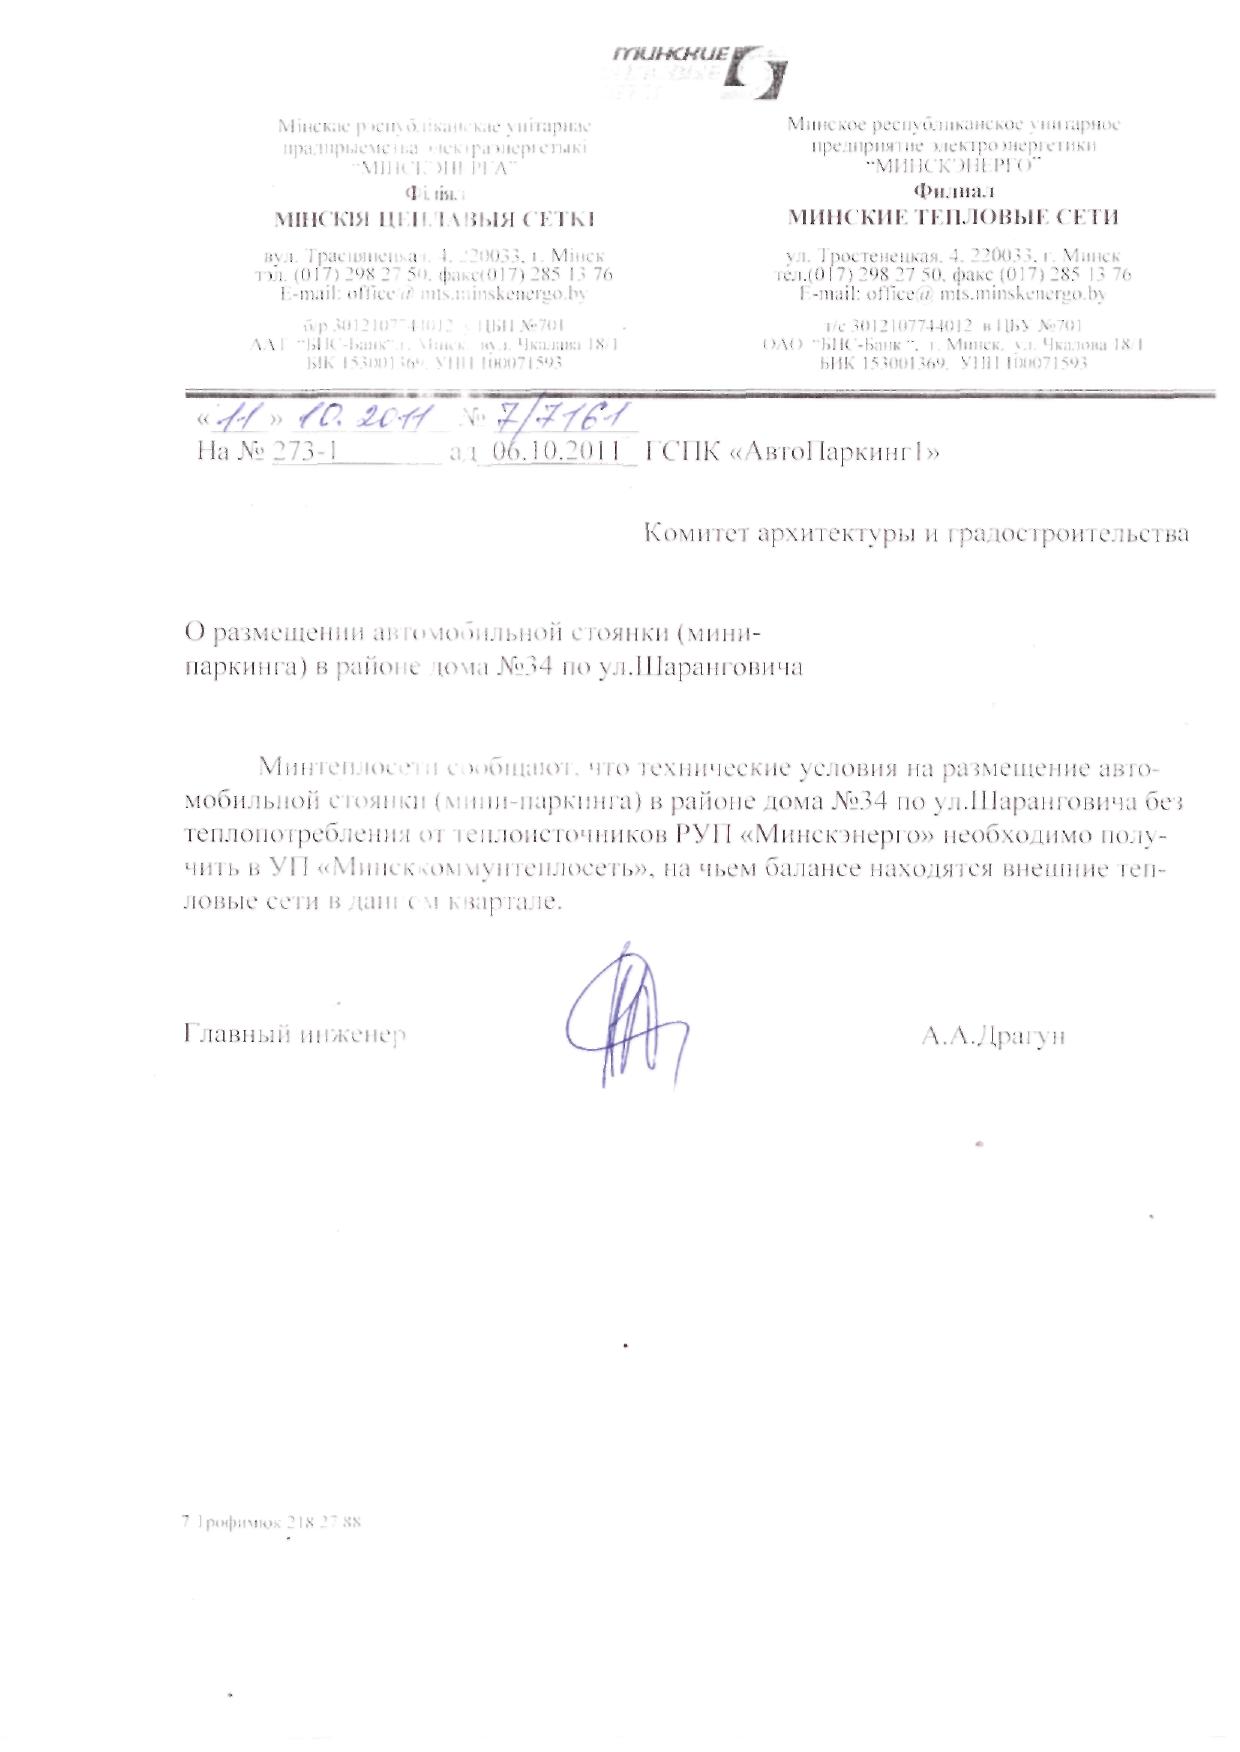 МИНСКИЕ
Мінскае рэспубліканскае унітарнае
прадпрыемства электраэнергетыкі
"МІНСКЭНЕРГА"
Філіял
МІНСКІЯ ЦЕПЛАВЫЯ СЕТКІ
вул. Трасцянецкая, 4, 220033, г. Мінск
тэл. (017) 298 27 50, факс(017) 285 13 76
E-mail: office@ mts.minskenergo.by
б/р 3012107744012 у ЦБП №701
ААТ "БПС-Банк", г. Мінск, вул. Чкалава 18/1
БІК 153001369, УНП 100071593
Минское республиканское унитарное
предприятие электроэнергетики
"МИНСКЭНЕРГО"
Филиал
МИНСКИЕ ТЕПЛОВЫЕ СЕТИ
ул. Тростенецкая, 4, 220033, г. Минск
тел.(017) 298 27 50, факс (017) 285 13 76
E-mail: office@ mts.minskenergo.by
т/с 3012107744012 в ЦБУ №701
ОАО "БПС-Банк", г. Минск, ул. Чкалова 18/1
БИК 153001369, УНП 100071593
«11» 10.2011 № 7/7161
На № 273-1 ад 06.10.2011 ГСПК «АвтоПаркинг1»
Комитет архитектуры и градостроительства
О размещении автомобильной стоянки (мини-
паркинга) в районе дома №34 по ул.Шаранговича
Минтеплосети сообщают, что технические условия на размещение авто-
мобильной стоянки (мини-паркинга) в районе дома №34 по ул.Шаранговича без
теплопотребления от теплоисточников РУП «Минскэнерго» необходимо полу-
чить в УП «Минсккоммунтеплосеть», на чьем балансе находятся внешние теп-
ловые сети в данном квартале.
Главный инженер А.А.Драгун
7 Трофимюк 218 27 88